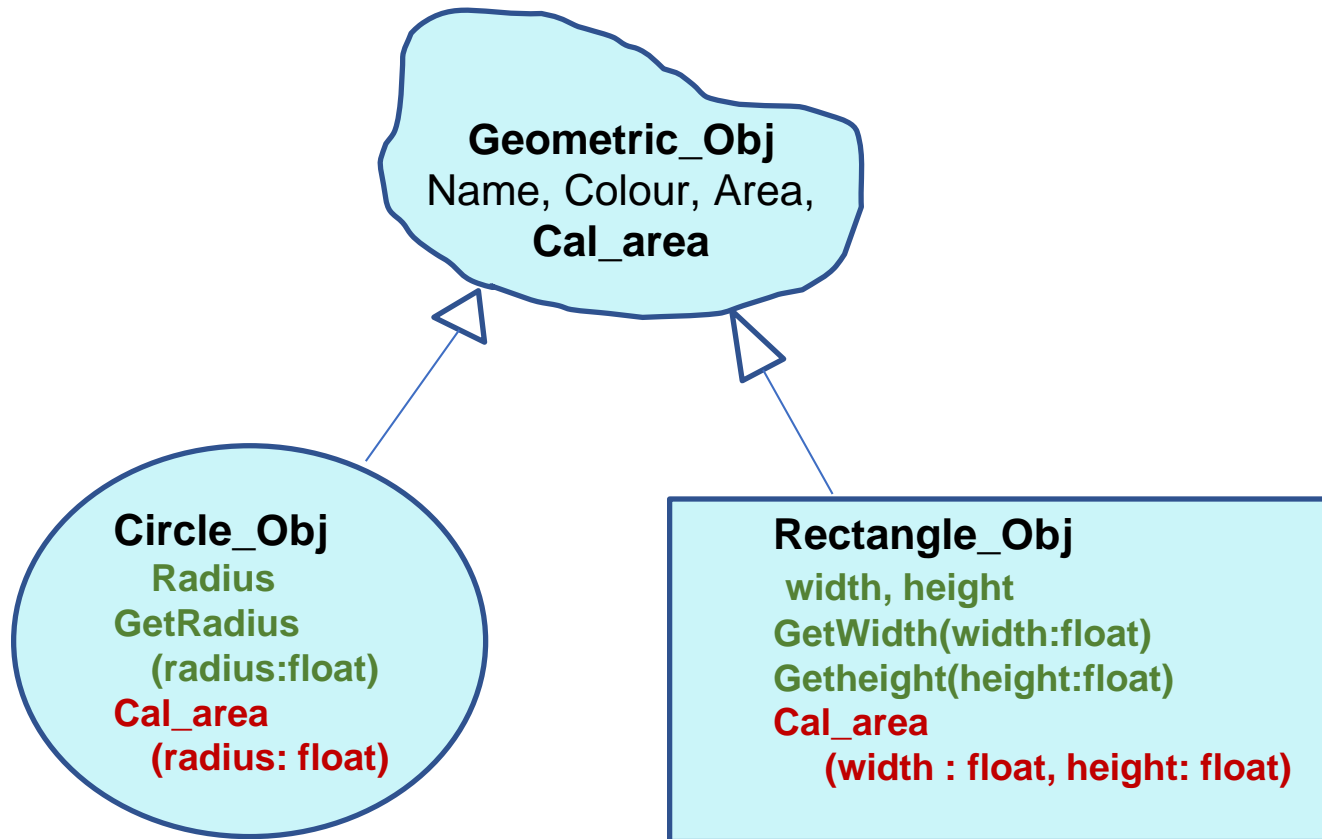 Geometric_Obj
Name, Colour, Area,
Cal_area
Circle_Obj
Radius
GetRadius
(radius:float)
Cal_area
(radius: float)
Rectangle_Obj
width, height
GetWidth(width:float)
Getheight(height:float)
Cal_area
(width : float, height: float)